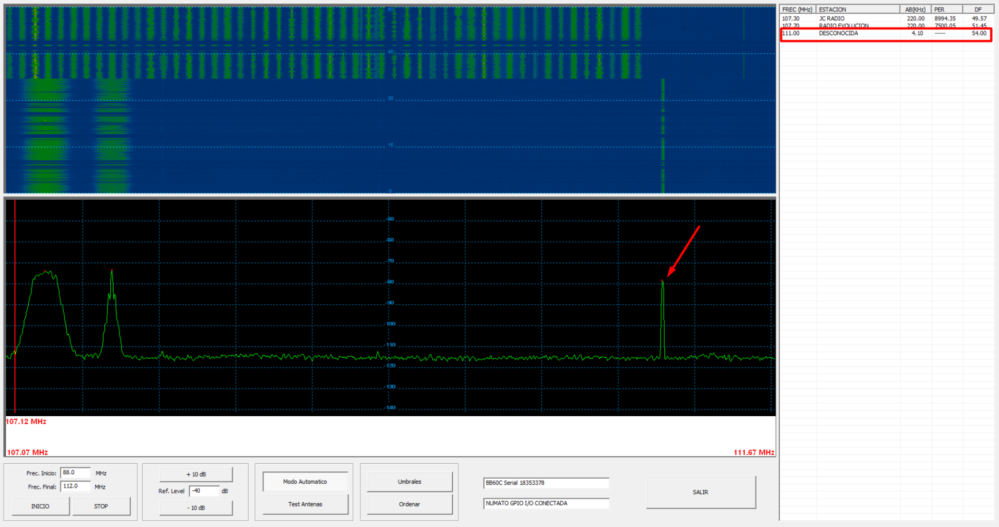 FREC (MHz) ESTACION AB(KHz) PER DF
107.30 JC RADIO 220.00 8994.35 49.57
107.70 RADIO EVOLUCION 220.00 7500.05 51.45
111.00 DESCONOCIDA 4.10 ----- 54.00
60
45
30
15
0
-50
-60
-70
-80
-90
-100
-110
-120
-130
-140
107.12 MHz
107.07 MHz 111.67 MHz
Frec. Inicio: 88.0 MHz
Frec. Final: 112.0 MHz
INICIO STOP
+ 10 dB
Ref. Level -40 dB
- 10 dB
Modo Automatico
Test Antenas
Umbrales
Ordenar
BB60C Serial 18353378
NUMATO GPIO I/O CONECTADA
SALIR